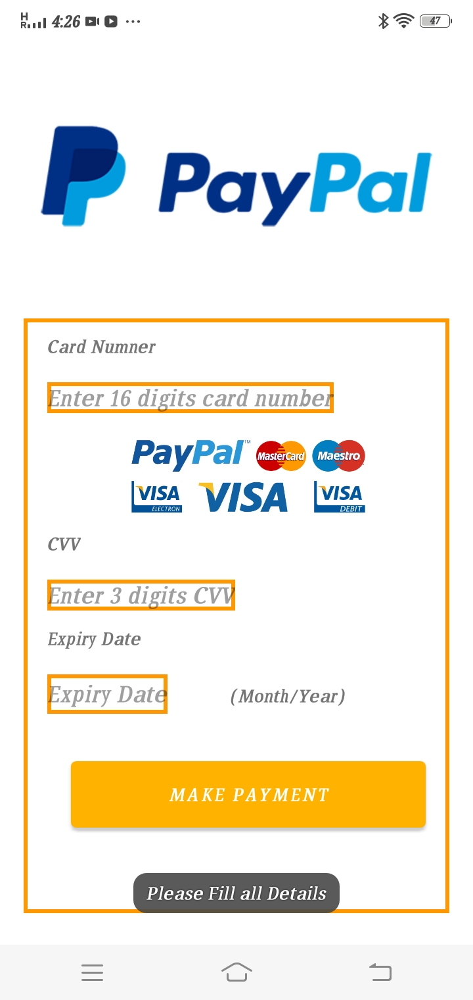 H
R 4:26 ... 47
PayPal
Card Numner
Enter 16 digits card number
PayPal™ MasterCard Maestro
VISA ELECTRON VISA VISA DEBIT
CVV
Enter 3 digits CVV
Expiry Date
Expiry Date (Month/Year)
MAKE PAYMENT
Please Fill all Details